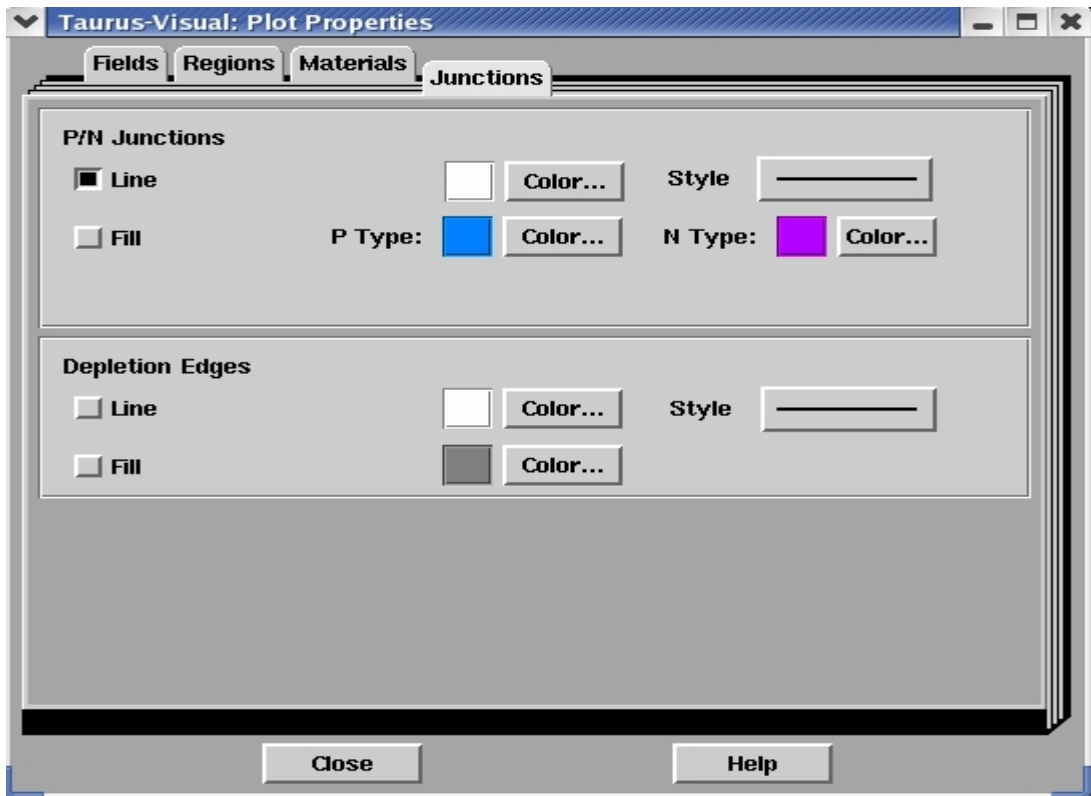 Taurus-Visual: Plot Properties
Fields Regions Materials Junctions
P/N Junctions
Line Color... Style
Fill P Type: Color... N Type: Color...
Depletion Edges
Line Color... Style
Fill Color...
Close Help